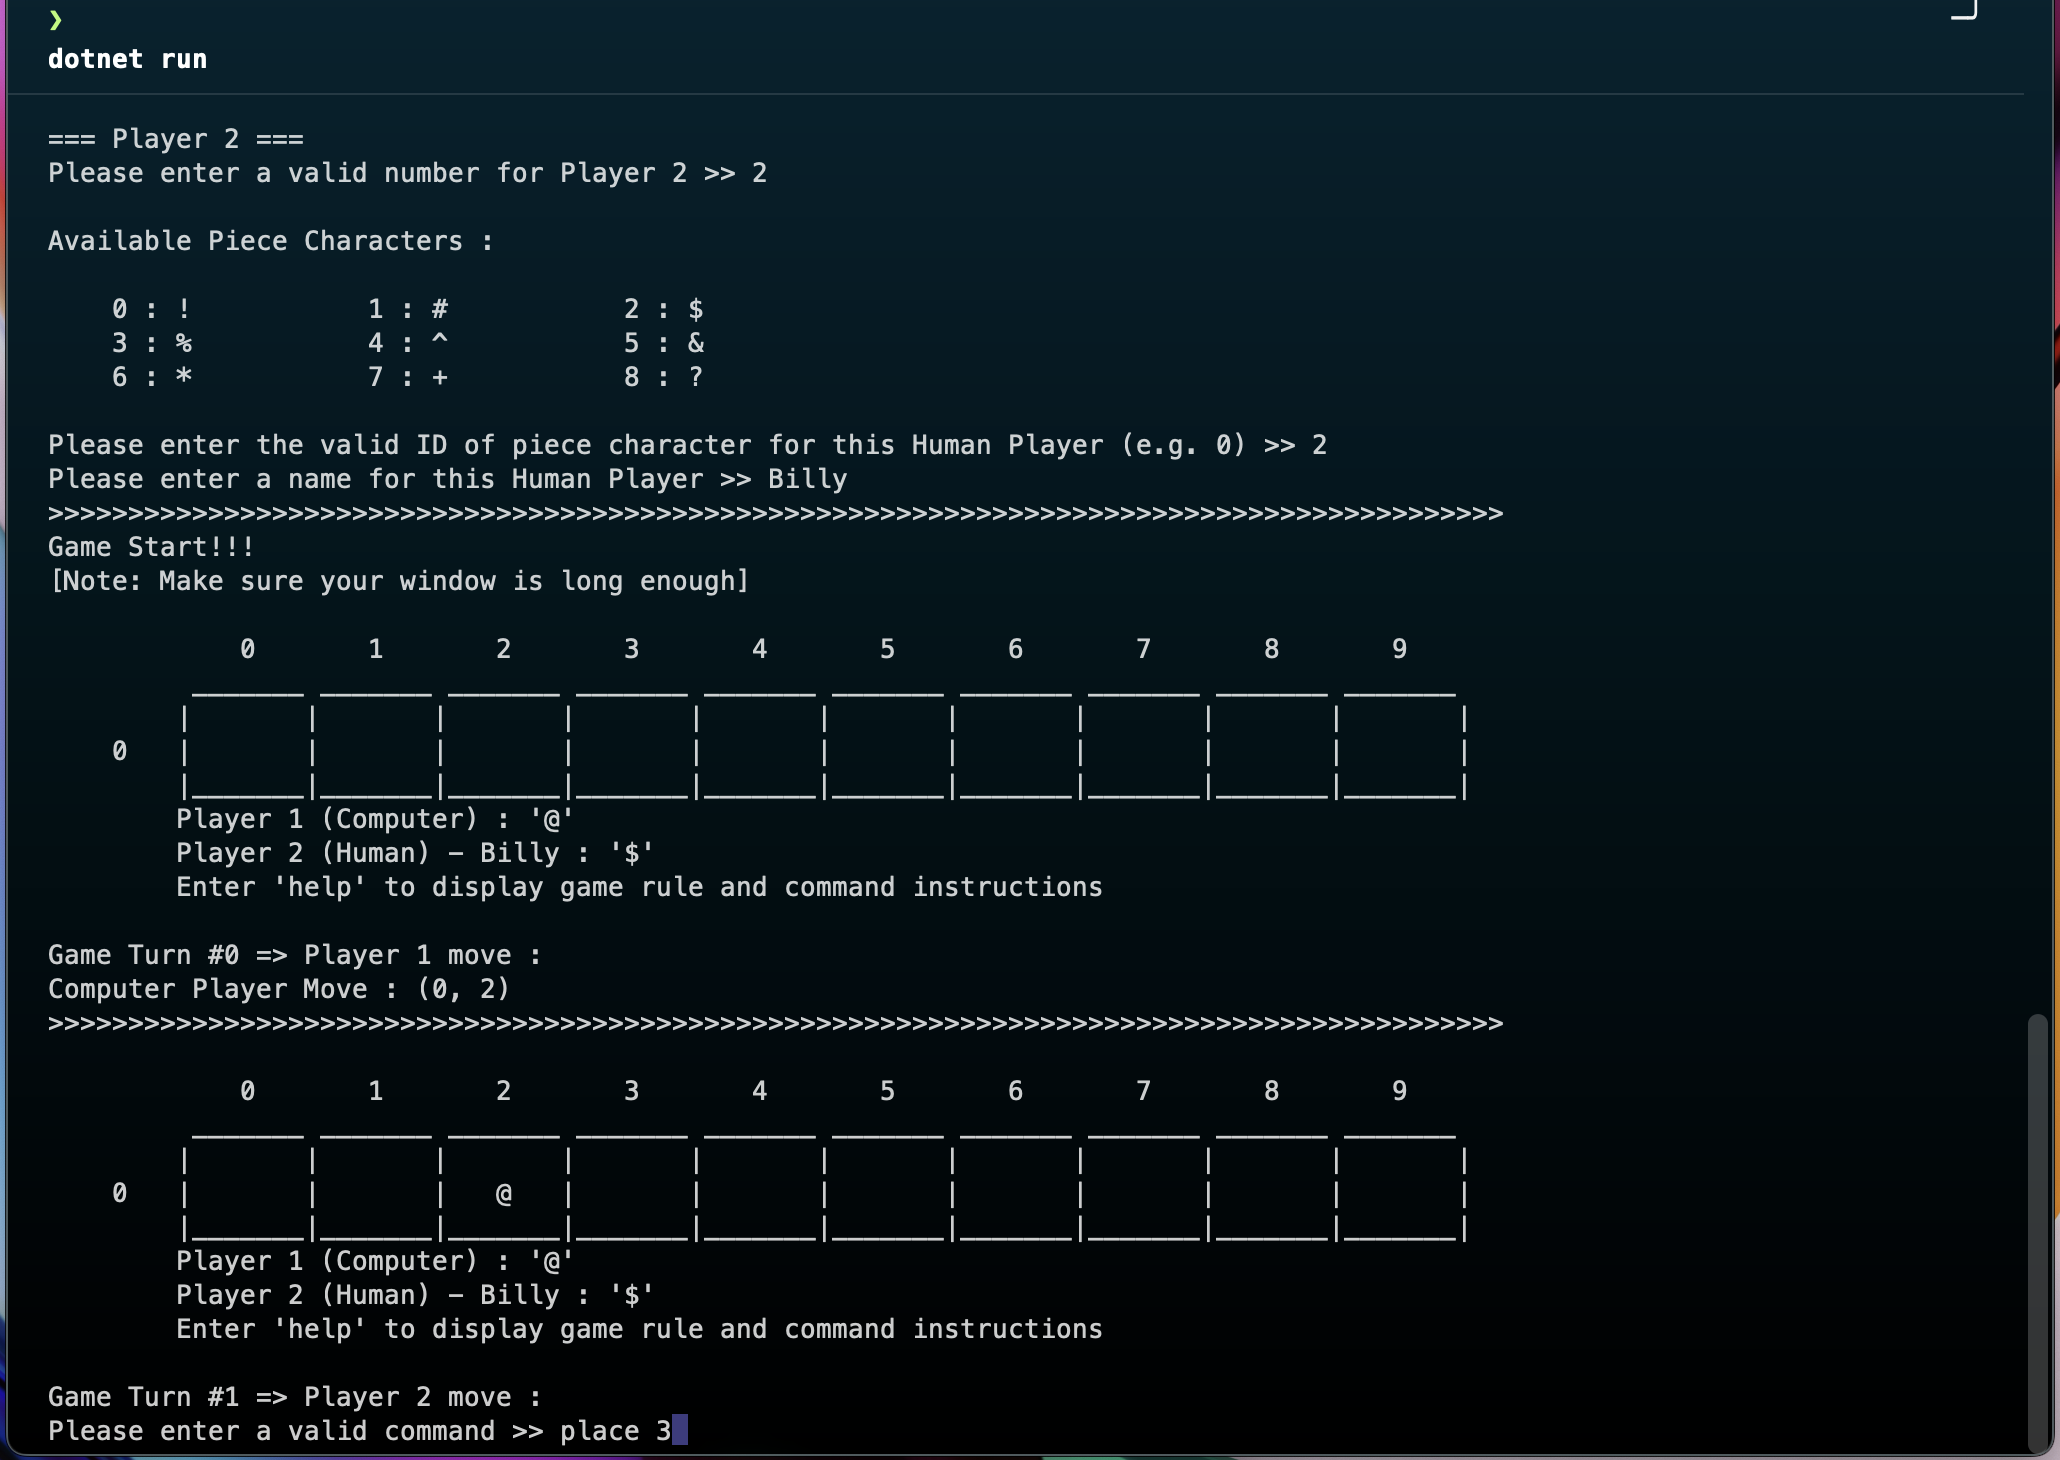 ❯
dotnet run
=== Player 2 ===
Please enter a valid number for Player 2 >> 2
Available Piece Characters :
0 : ! 1 : # 2 : $
3 : % 4 : ^ 5 : &
6 : * 7 : + 8 : ?
Please enter the valid ID of piece character for this Human Player (e.g. 0) >> 2
Please enter a name for this Human Player >> Billy
>>>>>>>>>>>>>>>>>>>>>>>>>>>>>>>>>>>>>>>>>>>>>>>>>>>>>>>>>>>>>>>>>>>>>>>>>>>>>>>>>>>>>>>>>>>
Game Start!!!
[Note: Make sure your window is long enough]
0 1 2 3 4 5 6 7 8 9
0
Player 1 (Computer) : '@'
Player 2 (Human) – Billy : '$'
Enter 'help' to display game rule and command instructions
Game Turn #0 => Player 1 move :
Computer Player Move : (0, 2)
>>>>>>>>>>>>>>>>>>>>>>>>>>>>>>>>>>>>>>>>>>>>>>>>>>>>>>>>>>>>>>>>>>>>>>>>>>>>>>>>>>>>>>>>>>>
0 1 2 3 4 5 6 7 8 9
0 @
Player 1 (Computer) : '@'
Player 2 (Human) – Billy : '$'
Enter 'help' to display game rule and command instructions
Game Turn #1 => Player 2 move :
Please enter a valid command >> place 3